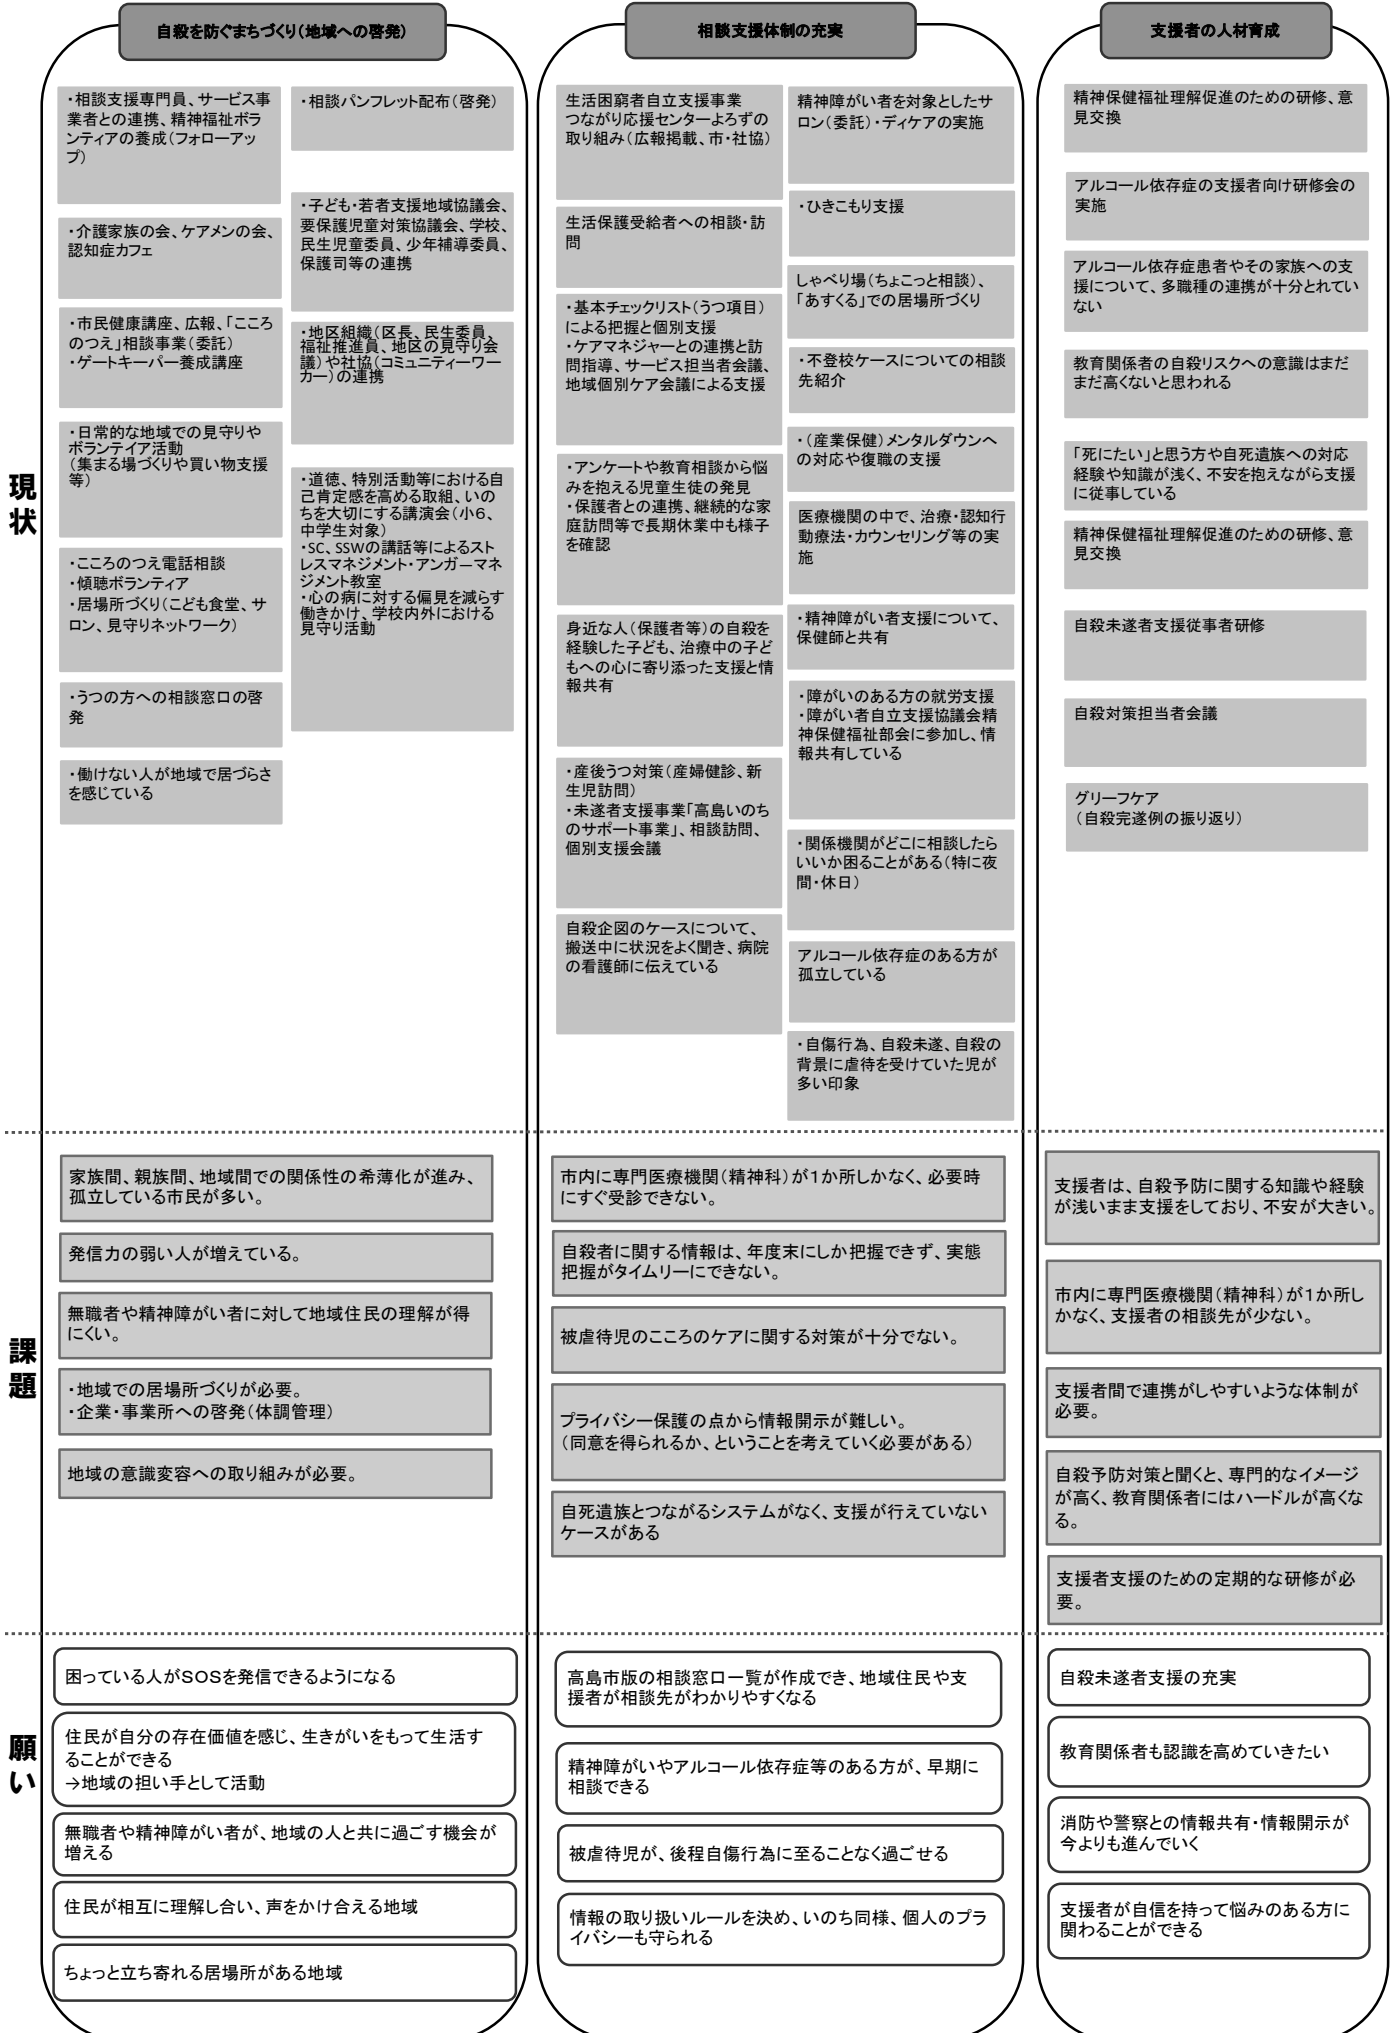 自殺を防ぐまちづくり(地域への啓発)
・相談支援専門員、サービス事
業者との連携、精神福祉ボラ
ンティアの養成(フォローアッ
プ)
・介護家族の会、ケアメンの会、
認知症カフェ
・市民健康講座、広報、「こころ
のつえ」相談事業(委託)
・ゲートキーパー養成講座
・日常的な地域での見守りや
ボランテイア活動
(集まる場づくりや買い物支援
等)
・こころのつえ電話相談
・傾聴ボランティア
・居場所づくり(こども食堂、サ
ロン、見守りネットワーク)
・うつの方への相談窓口の啓
発
・働けない人が地域で居づらさ
を感じている
・相談パンフレット配布(啓発)
・子ども・若者支援地域協議会、
要保護児童対策協議会、学校、
民生児童委員、少年補導委員、
保護司等の連携
・地区組織(区長、民生委員、
福祉推進員、地区の見守り会
議)や社協(コミュニティーワー
カー)の連携
・道徳、特別活動等における自
己肯定感を高める取組、いの
ちを大切にする講演会(小6、
中学生対象)
・SC、SSWの講話等によるスト
レスマネジメント・アンガーマネ
ジメント教室
・心の病に対する偏見を減らす
働きかけ、学校内外における
見守り活動
相談支援体制の充実
生活困窮者自立支援事業
つながり応援センターよろずの
取り組み(広報掲載、市・社協)
生活保護受給者への相談・訪
問
・基本チェックリスト(うつ項目)
による把握と個別支援
・ケアマネジャーとの連携と訪
問指導、サービス担当者会議、
地域個別ケア会議による支援
・アンケートや教育相談から悩
みを抱える児童生徒の発見
・保護者との連携、継続的な家
庭訪問等で長期休業中も様子
を確認
身近な人(保護者等)の自殺を
経験した子ども、治療中の子ど
もへの心に寄り添った支援と情
報共有
・産後うつ対策(産婦健診、新
生児訪問)
・未遂者支援事業「高島いのち
のサポート事業」、相談訪問、
個別支援会議
自殺企図のケースについて、
搬送中に状況をよく聞き、病院
の看護師に伝えている
精神障がい者を対象としたサ
ロン(委託)・ディケアの実施
・ひきこもり支援
しゃべり場(ちょこっと相談)、
「あすくる」での居場所づくり
・不登校ケースについての相談
先紹介
・(産業保健)メンタルダウンへ
の対応や復職の支援
医療機関の中で、治療・認知行
動療法・カウンセリング等の実
施
・精神障がい者支援について、
保健師と共有
・障がいのある方の就労支援
・障がい者自立支援協議会精
神保健福祉部会に参加し、情
報共有している
・関係機関がどこに相談したら
いいか困ることがある(特に夜
間・休日)
アルコール依存症のある方が
孤立している
・自傷行為、自殺未遂、自殺の
背景に虐待を受けていた児が
多い印象
支援者の人材育成
精神保健福祉理解促進のための研修、意
見交換
アルコール依存症の支援者向け研修会の
実施
アルコール依存症患者やその家族への支
援について、多職種の連携が十分とれてい
ない
教育関係者の自殺リスクへの意識はまだ
まだ高くないと思われる
「死にたい」と思う方や自死遺族への対応
経験や知識が浅く、不安を抱えながら支援
に従事している
精神保健福祉理解促進のための研修、意
見交換
自殺未遂者支援従事者研修
自殺対策担当者会議
グリーフケア
(自殺完遂例の振り返り)
現状
家族間、親族間、地域間での関係性の希薄化が進み、
孤立している市民が多い。
発信力の弱い人が増えている。
無職者や精神障がい者に対して地域住民の理解が得
にくい。
・地域での居場所づくりが必要。
・企業・事業所への啓発(体調管理)
地域の意識変容への取り組みが必要。
市内に専門医療機関(精神科)が1か所しかなく、必要時
にすぐ受診できない。
自殺者に関する情報は、年度末にしか把握できず、実態
把握がタイムリーにできない。
被虐待児のこころのケアに関する対策が十分でない。
プライバシー保護の点から情報開示が難しい。
(同意を得られるか、ということを考えていく必要がある)
自死遺族とつながるシステムがなく、支援が行えていない
ケースがある
支援者は、自殺予防に関する知識や経験
が浅いまま支援をしており、不安が大きい。
市内に専門医療機関(精神科)が1か所し
かなく、支援者の相談先が少ない。
支援者間で連携がしやすいような体制が
必要。
自殺予防対策と聞くと、専門的なイメージ
が高く、教育関係者にはハードルが高くな
る。
支援者支援のための定期的な研修が必
要。
課題
困っている人がSOSを発信できるようになる
住民が自分の存在価値を感じ、生きがいをもって生活す
ることができる
→地域の担い手として活動
無職者や精神障がい者が、地域の人と共に過ごす機会が
増える
住民が相互に理解し合い、声をかけ合える地域
ちょっと立ち寄れる居場所がある地域
高島市版の相談窓口一覧が作成でき、地域住民や支
援者が相談先がわかりやすくなる
精神障がいやアルコール依存症等のある方が、早期に
相談できる
被虐待児が、後程自傷行為に至ることなく過ごせる
情報の取り扱いルールを決め、いのち同様、個人のプラ
イバシーも守られる
自殺未遂者支援の充実
教育関係者も認識を高めていきたい
消防や警察との情報共有・情報開示が
今よりも進んでいく
支援者が自信を持って悩みのある方に
関わることができる
願い